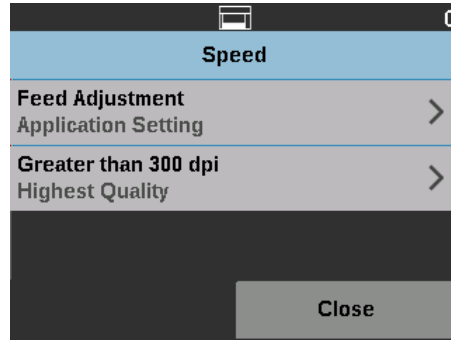 Speed
Feed Adjustment
Application Setting
Greater than 300 dpi
Highest Quality
Close